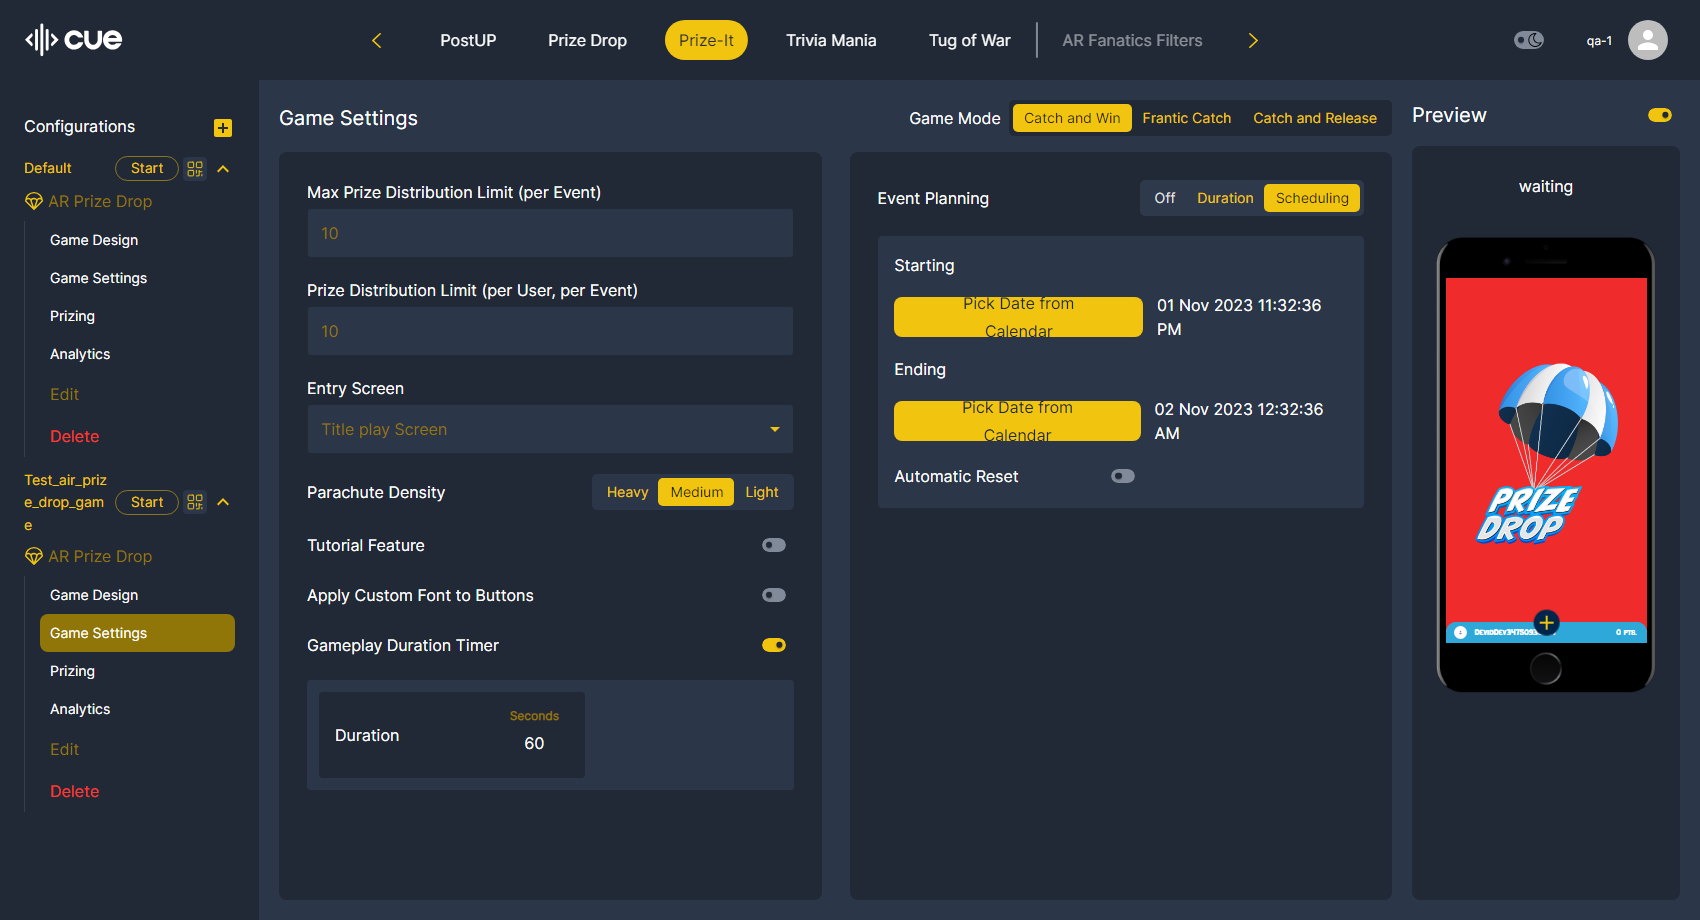 cue
PostUP
Prize Drop
Prize-It
Trivia Mania
Tug of War
AR Fanatics Filters
qa-1
Configurations
Default
Start
AR Prize Drop
Game Design
Game Settings
Prizing
Analytics
Edit
Delete
Test_air_priz
e_drop_gam
e
Start
AR Prize Drop
Game Design
Game Settings
Prizing
Analytics
Edit
Delete
Game Settings
Game Mode
Catch and Win
Frantic Catch
Catch and Release
Max Prize Distribution Limit (per Event)
10
Prize Distribution Limit (per User, per Event)
10
Entry Screen
Title play Screen
Parachute Density
Heavy
Medium
Light
Tutorial Feature
Apply Custom Font to Buttons
Gameplay Duration Timer
Duration
Seconds
60
Event Planning
Off
Duration
Scheduling
Starting
Pick Date from
Calendar
01 Nov 2023 11:32:36
PM
Ending
Pick Date from
Calendar
02 Nov 2023 12:32:36
AM
Automatic Reset
Preview
waiting
PRIZE
DROP
0 PTS.